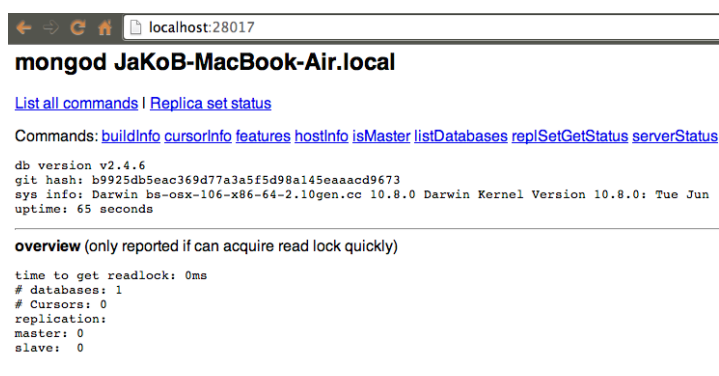 localhost:28017
mongod JaKoB-MacBook-Air.local
List all commands | Replica set status
Commands: buildInfo cursorInfo features hostInfo isMaster listDatabases replSetGetStatus serverStatus
db version v2.4.6
git hash: b9925db5eac369d77a3a5f5d98a145eaaacd9673
sys info: Darwin bs-osx-106-x86-64-2.10gen.cc 10.8.0 Darwin Kernel Version 10.8.0: Tue Jun
uptime: 65 seconds
overview (only reported if can acquire read lock quickly)
time to get readlock: 0ms
# databases: 1
# Cursors: 0
replication:
master: 0
slave:  0